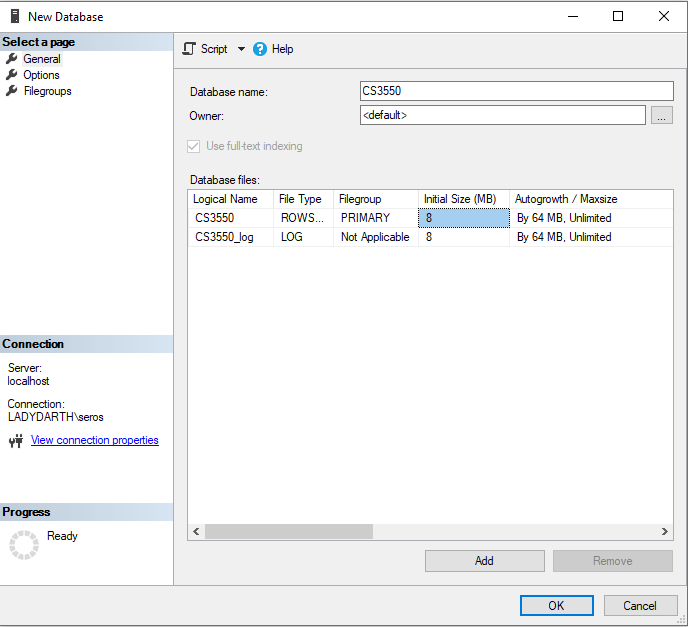 New Database
Select a page
General
Options
Filegroups
Script
Help
Database name:
CS3550
Owner:
<default>
...
Use full-text indexing
Database files:
Logical Name File Type Filegroup Initial Size (MB) Autogrowth / Maxsize
CS3550 ROWS... PRIMARY 8 By 64 MB, Unlimited
CS3550_log LOG Not Applicable 8 By 64 MB, Unlimited
Connection
Server:
localhost
Connection:
LADYDARTH\seros
View connection properties
Progress
Ready
Add
Remove
OK
Cancel